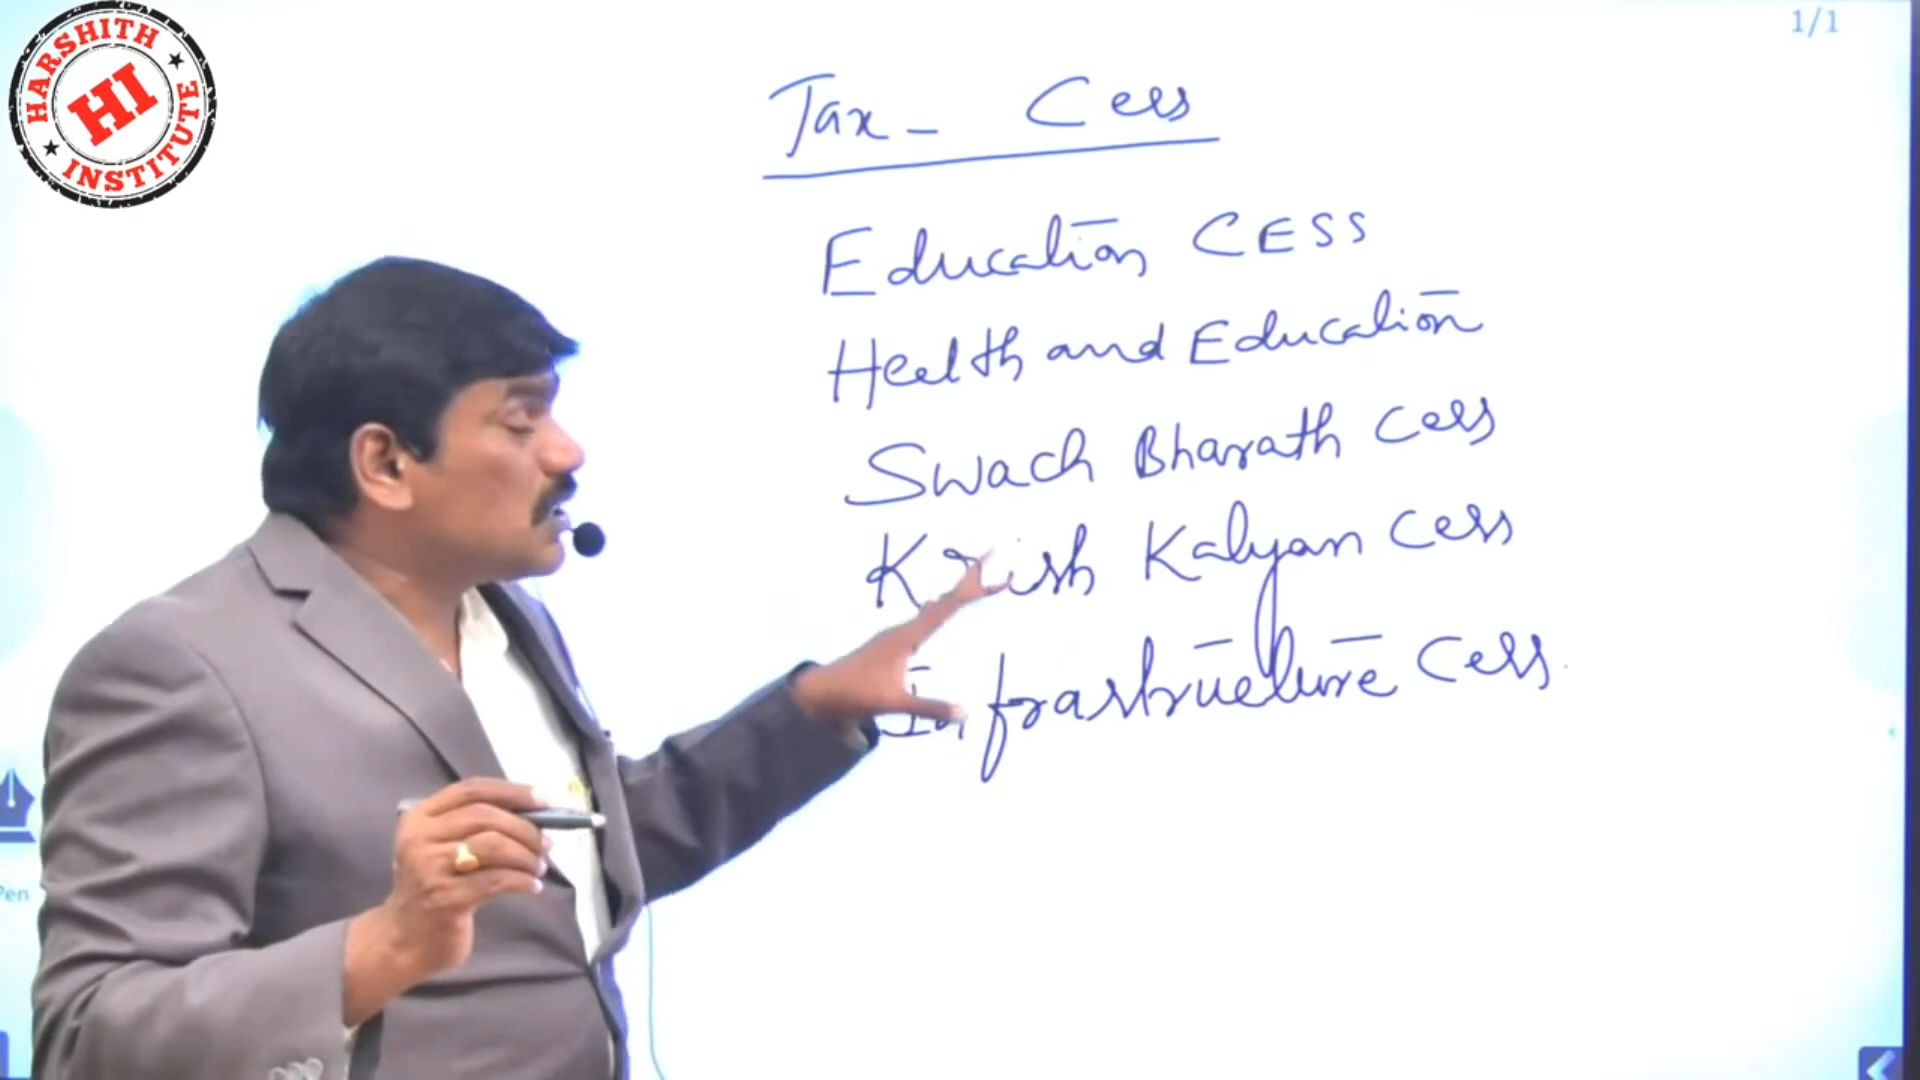 HARSHITH
HI
INSTITUTE
1/1
Tax - Cess
Education CESS
Health and Education
Swach Bharath Cess
Krish Kalyan Cess
Infrastructure Cess
Pen